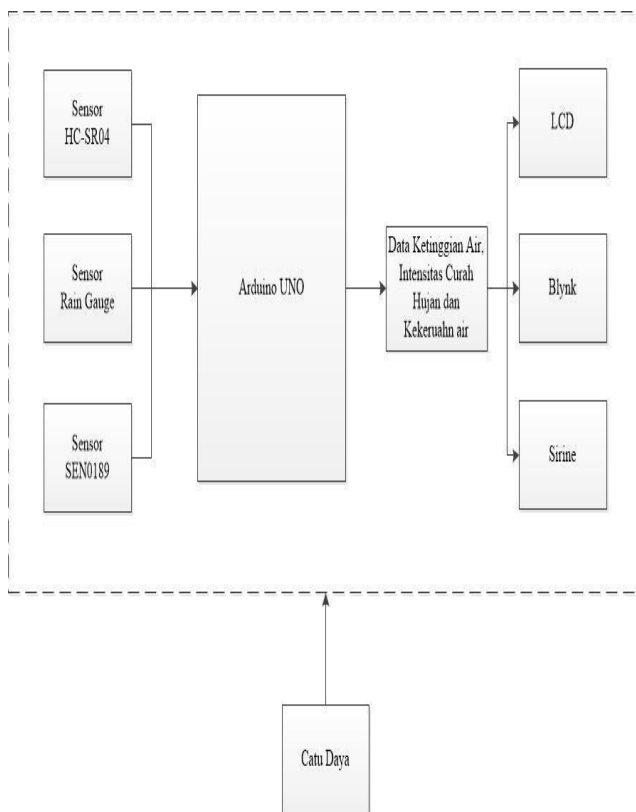 Sensor
HC-SR04
Sensor
Rain Gauge
Sensor
SEN0189
Arduino UNO
Data Ketinggian Air,
Intensitas Curah
Hujan dan
Kekeruahn air
LCD
Blynk
Sirine
Catu Daya